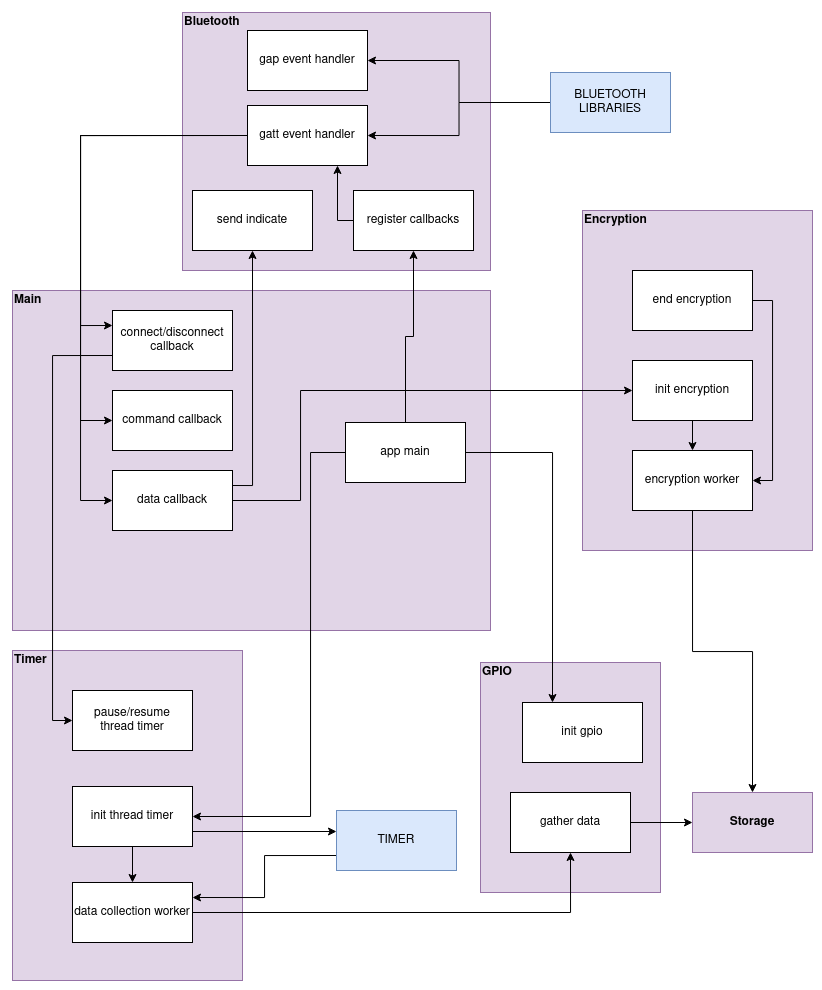 Bluetooth
gap event handler
BLUETOOTH
LIBRARIES
gatt event handler
send indicate
register callbacks
Encryption
end encryption
init encryption
encryption worker
Main
connect/disconnect
callback
command callback
data callback
app main
Timer
pause/resume
thread timer
init thread timer
data collection worker
TIMER
GPIO
init gpio
gather data
Storage